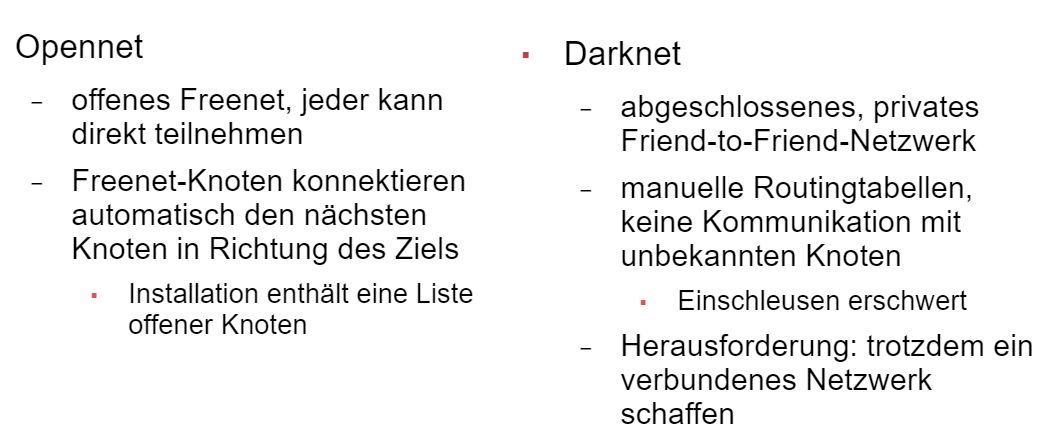 Opennet
– offenes Freenet, jeder kann
direkt teilnehmen
– Freenet-Knoten konnektieren
automatisch den nächsten
Knoten in Richtung des Ziels
▪ Installation enthält eine Liste
offener Knoten
▪ Darknet
– abgeschlossenes, privates
Friend-to-Friend-Netzwerk
– manuelle Routingtabellen,
keine Kommunikation mit
unbekannten Knoten
▪ Einschleusen erschwert
– Herausforderung: trotzdem ein
verbundenes Netzwerk
schaffen